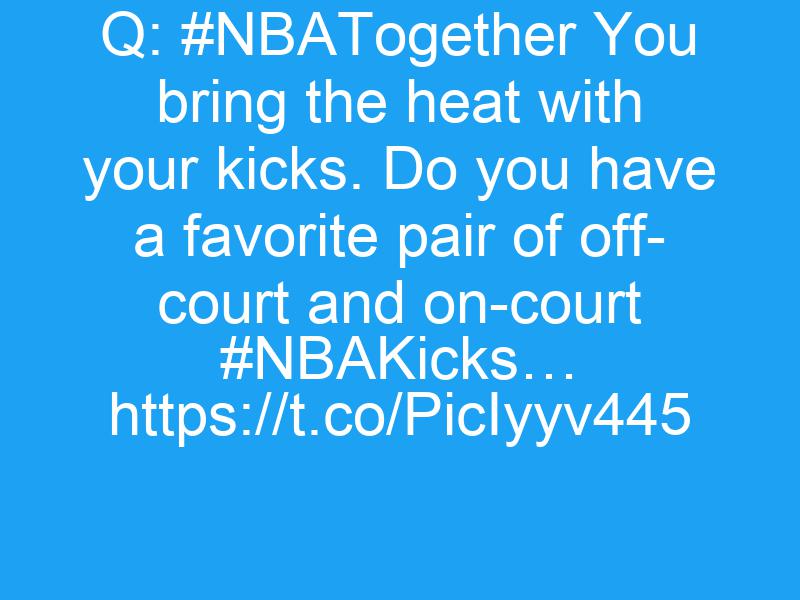 Q: #NBATogether You
bring the heat with
your kicks. Do you have
a favorite pair of off-
court and on-court
#NBAKicks…
https://t.co/PicIyyv445